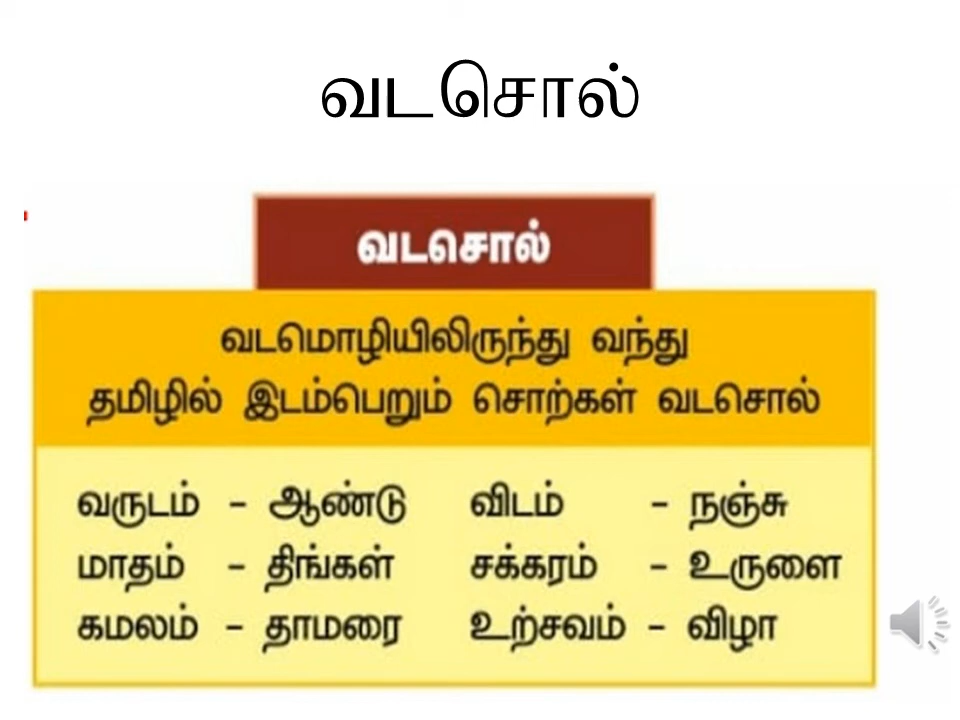 வடசொல்
வடசொல்
வடமொழியிலிருந்து வந்து
தமிழில் இடம்பெறும் சொற்கள் வடசொல்
வருடம் - ஆண்டு விடம் - நஞ்சு
மாதம் - திங்கள் சக்கரம் - உருளை
கமலம் - தாமரை உற்சவம் - விழா